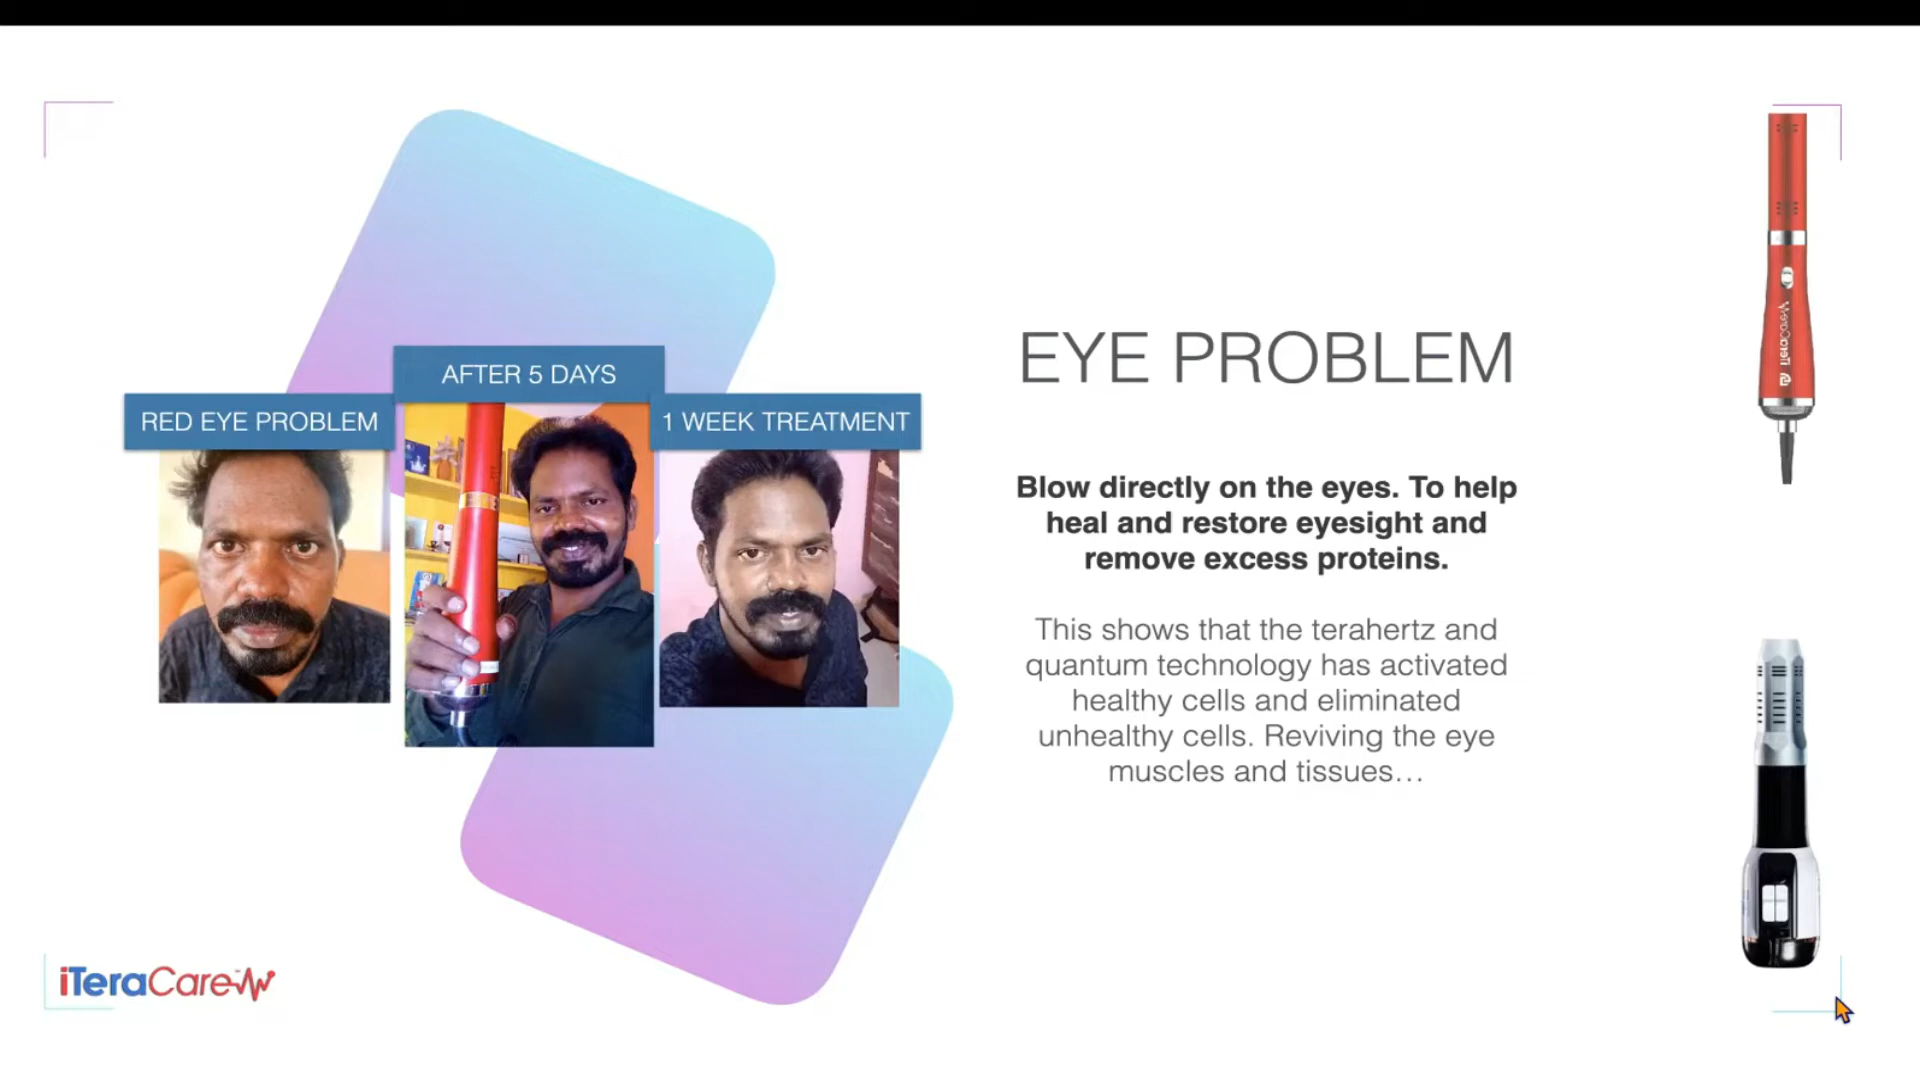 AFTER 5 DAYS
RED EYE PROBLEM
1 WEEK TREATMENT
EYE PROBLEM
Blow directly on the eyes. To help
heal and restore eyesight and
remove excess proteins.
This shows that the terahertz and
quantum technology has activated
healthy cells and eliminated
unhealthy cells. Reviving the eye
muscles and tissues…
iTeraCare
iTeraCare